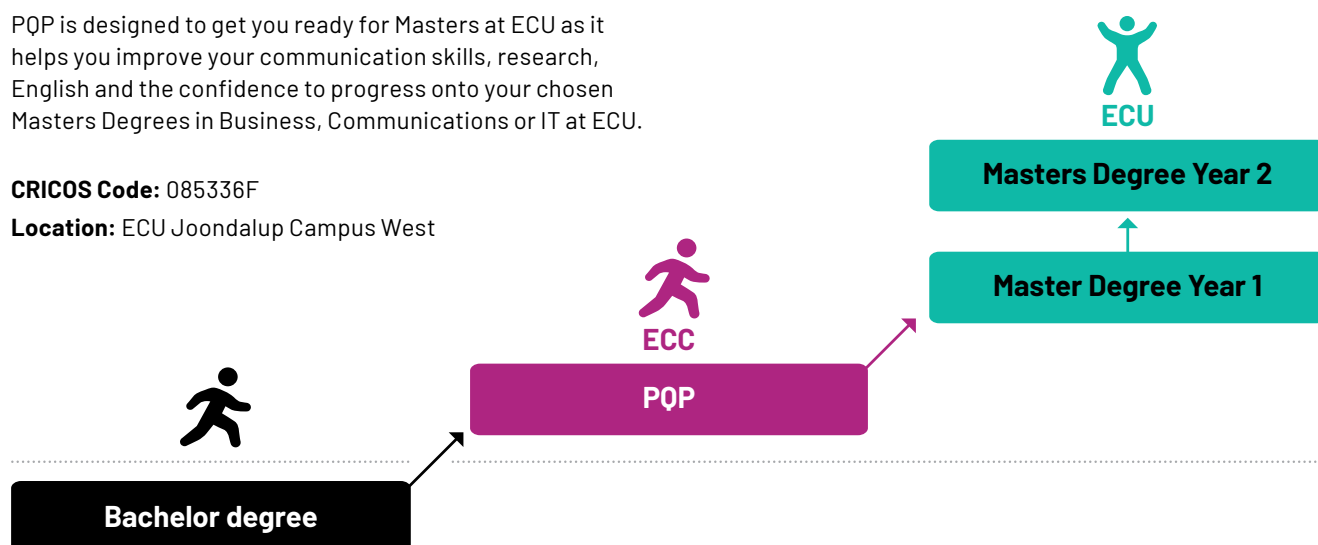 PQP is designed to get you ready for Masters at ECU as it
helps you improve your communication skills, research,
English and the confidence to progress onto your chosen
Masters Degrees in Business, Communications or IT at ECU.
CRICOS Code: 085336F
Location: ECU Joondalup Campus West
ECU
Masters Degree Year 2
Master Degree Year 1
ECC
PQP
Bachelor degree